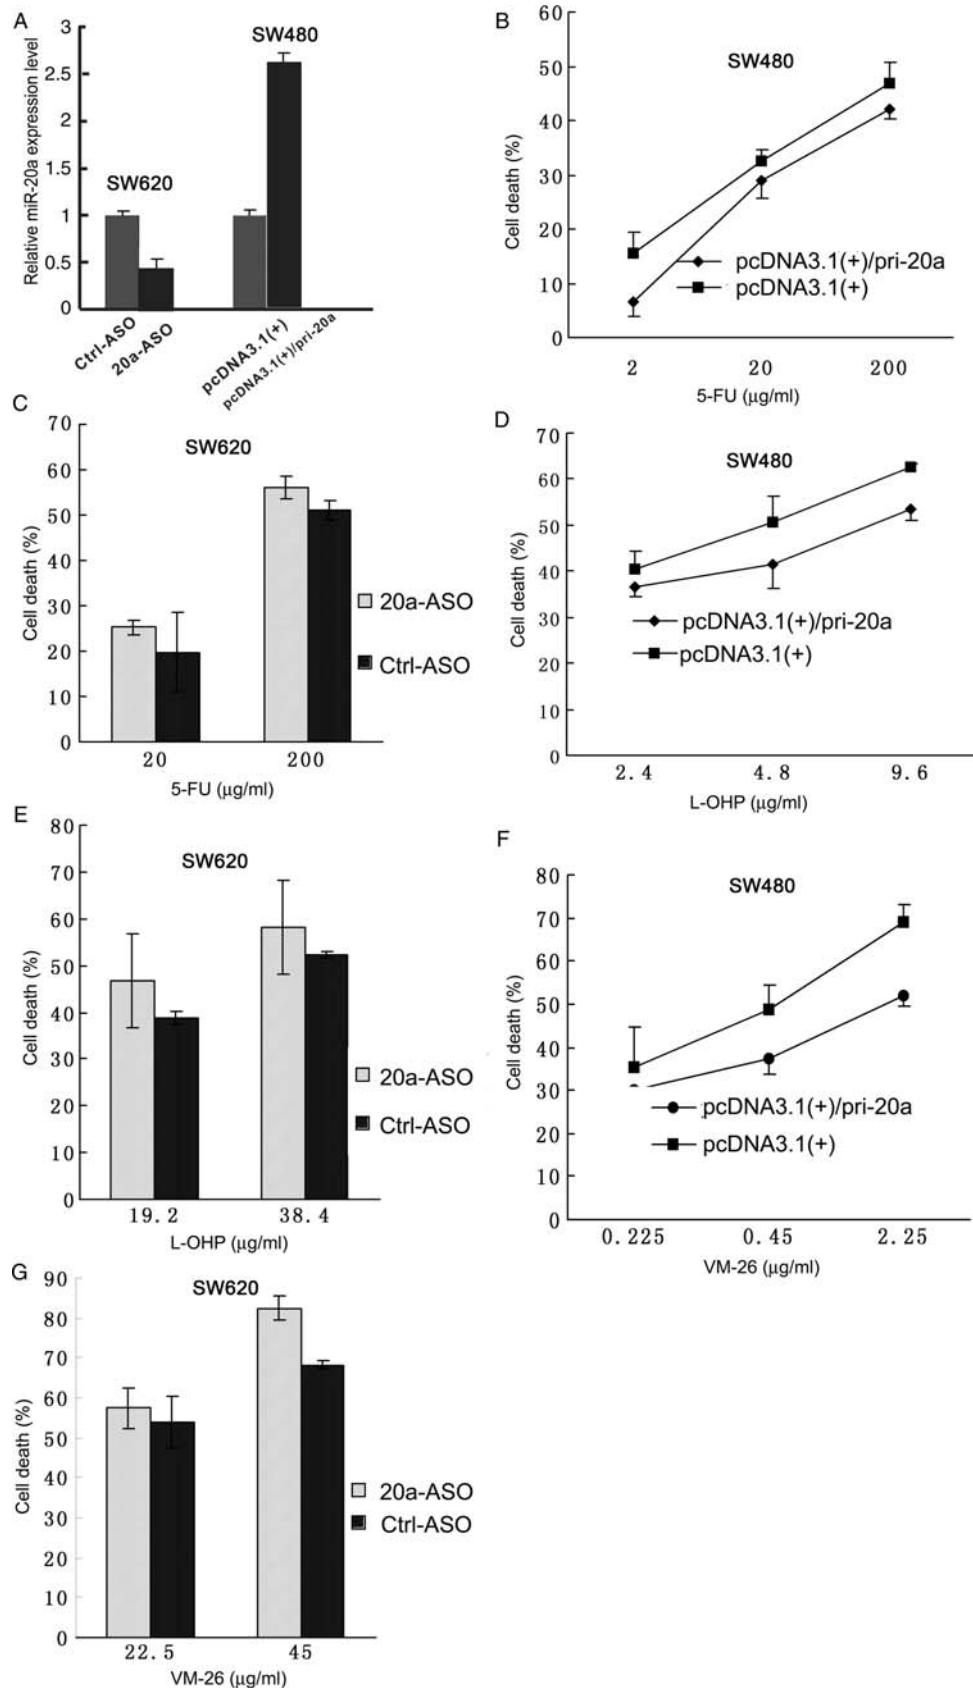 A
Relative miR-20a expression level
3
2.5
2
1.5
1
0.5
0
SW480
SW620
Ctrl-ASO
20a-ASO
pcDNA3.1(+)
pcDNA3.1(+)/pri-20a
B
Cell death (%)
60
50
40
30
20
10
0
SW480
pcDNA3.1(+)/pri-20a
pcDNA3.1(+)
2 20 200
5-FU (μg/ml)
C
Cell death (%)
70
60
50
40
30
20
10
0
SW620
20a-ASO
Ctrl-ASO
20 200
5-FU (μg/ml)
D
Cell death (%)
70
60
50
40
30
20
10
0
SW480
pcDNA3.1(+)/pri-20a
pcDNA3.1(+)
2.4 4.8 9.6
L-OHP (μg/ml)
E
Cell death (%)
80
70
60
50
40
30
20
10
0
SW620
20a-ASO
Ctrl-ASO
19.2 38.4
L-OHP (μg/ml)
F
Cell death (%)
80
70
60
50
40
30
20
10
0
SW480
pcDNA3.1(+)/pri-20a
pcDNA3.1(+)
0.225 0.45 2.25
VM-26 (μg/ml)
G
Cell death (%)
90
80
70
60
50
40
30
20
10
0
SW620
20a-ASO
Ctrl-ASO
22.5 45
VM-26 (μg/ml)